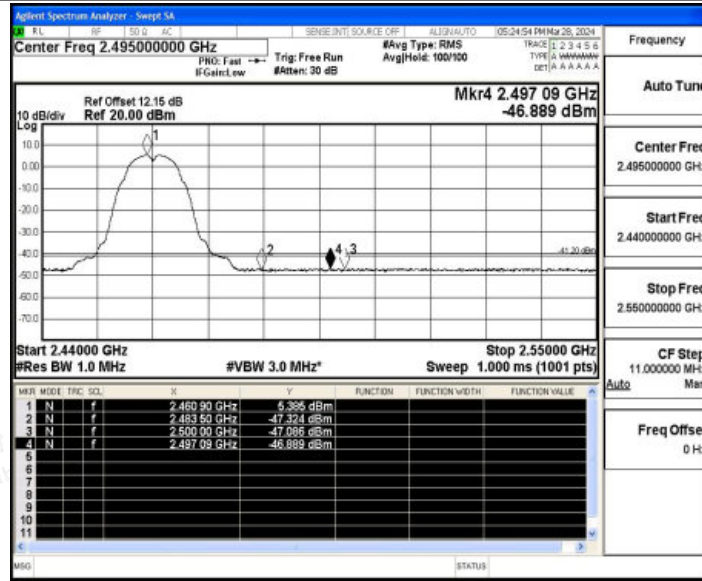 Agilent Spectrum Analyzer - Swept SA
RL RF 50 Ω AC SENSE:INT SOURCE OFF ALIGNAUTO 05:24:54 PM Mar 28, 2024
Center Freq 2.495000000 GHz
PNO: Fast
IFGain:Low
Trig: Free Run
#Atten: 30 dB
#Avg Type: RMS
Avg|Hold: 100/100
TRACE 1 2 3 4 5 6
TYPE A WWWWW
DET A A A A A A
Ref Offset 12.15 dB
10 dB/div Ref 20.00 dBm
Log
Mkr4 2.497 09 GHz
-46.889 dBm
10.0
0.00
-10.0
-20.0
-30.0
-40.0
-50.0
-60.0
-70.0
1
2
4
3
-41.20 dBm
Start 2.44000 GHz Stop 2.55000 GHz
#Res BW 1.0 MHz #VBW 3.0 MHz* Sweep 1.000 ms (1001 pts)
MKR MODE TRC SCL X Y FUNCTION FUNCTION WIDTH FUNCTION VALUE
1 N f 2.460 90 GHz 5.385 dBm
2 N f 2.483 50 GHz -47.324 dBm
3 N f 2.500 00 GHz -47.086 dBm
4 N f 2.497 09 GHz -46.889 dBm
5
6
7
8
9
10
11
MSG STATUS
Frequency
Auto Tune
Center Freq
2.495000000 GHz
Start Freq
2.440000000 GHz
Stop Freq
2.550000000 GHz
CF Step
11.000000 MHz
Auto Man
Freq Offset
0 Hz